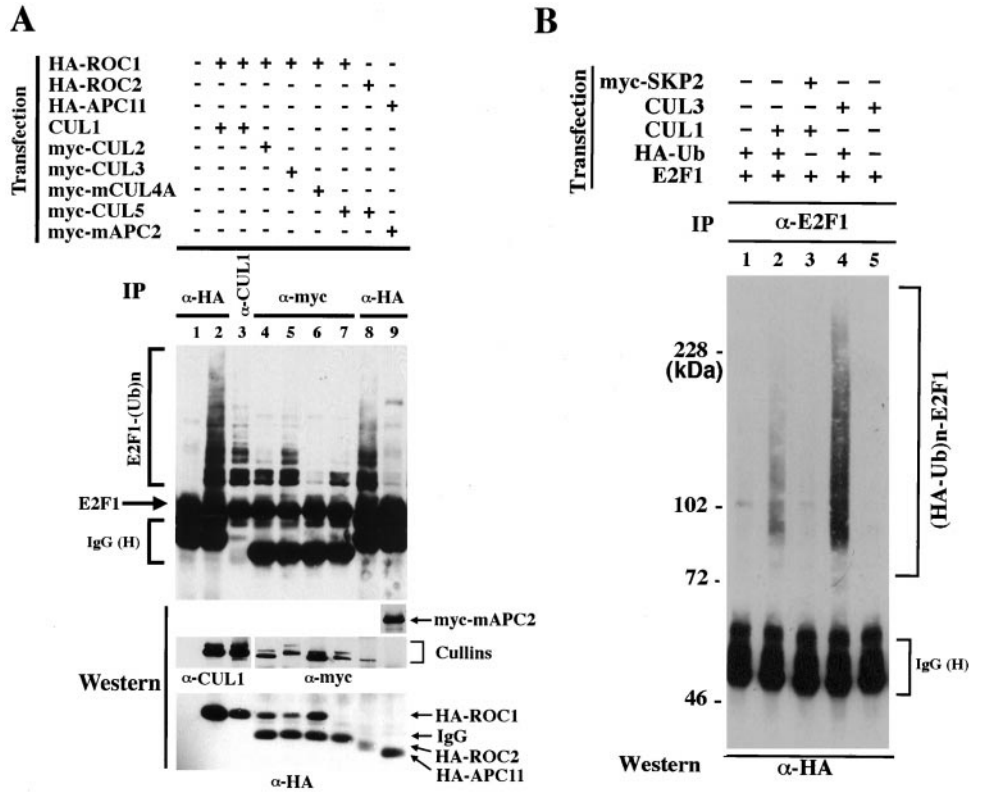 A
Transfection
HA-ROC1 - + + + + + + - -
HA-ROC2 - - - - - - - + -
HA-APC11 - - - - - - - - +
CUL1 - + + - - - - - -
myc-CUL2 - - - + - - - - -
myc-CUL3 - - - - + - - - -
myc-mCUL4A - - - - - + - - -
myc-CUL5 - - - - - - + + -
myc-mAPC2 - - - - - - - - +
IP
α-HA α-CUL1 α-myc α-HA
1 2 3 4 5 6 7 8 9
E2F1-(Ub)n
E2F1
IgG (H)
Western
myc-mAPC2
Cullins
α-CUL1 α-myc
HA-ROC1
IgG
HA-ROC2
HA-APC11
α-HA
B
Transfection
myc-SKP2 - - + - -
CUL3 - - - + +
CUL1 - + + - -
HA-Ub + + - + -
E2F1 + + + + +
IP α-E2F1
1 2 3 4 5
228 -
(kDa)
102 -
72 -
46 -
(HA-Ub)n-E2F1
IgG (H)
Western α-HA